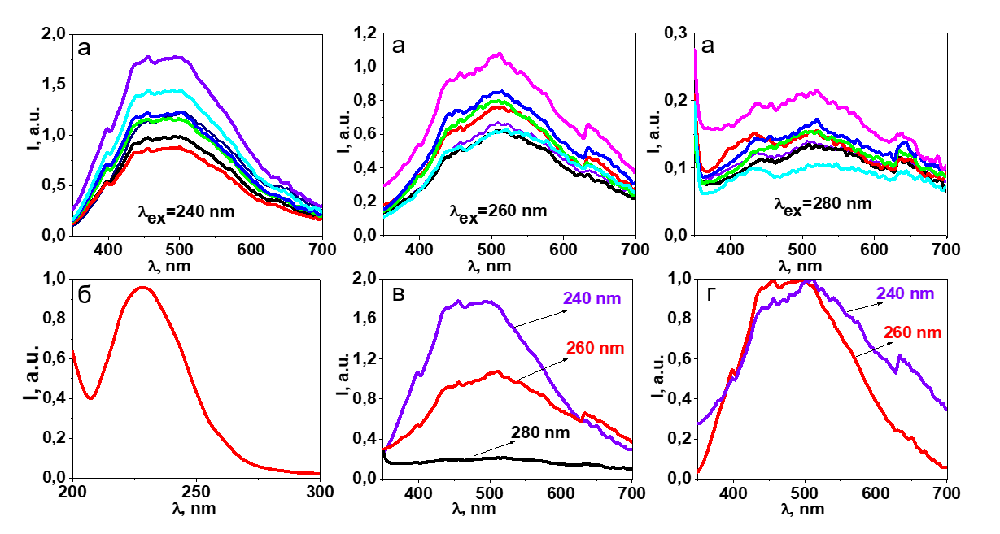 a
2,0
1,5
1,0
0,5
0,0
I, a.u.
400 500 600 700
λ, nm
λex=240 nm
a
1,2
1,0
0,8
0,6
0,4
0,2
0,0
I, a.u.
400 500 600 700
λ, nm
λex=260 nm
a
0,3
0,2
0,1
0,0
I, a.u.
400 500 600 700
λ, nm
λex=280 nm
б
1,0
0,8
0,6
0,4
0,2
0,0
I, a.u.
200 250 300
λ, nm
в
2,0
1,6
1,2
0,8
0,4
0,0
I, a.u.
240 nm
260 nm
280 nm
400 500 600 700
λ, nm
г
1,0
0,8
0,6
0,4
0,2
0,0
I, a.u.
240 nm
260 nm
400 500 600 700
λ, nm